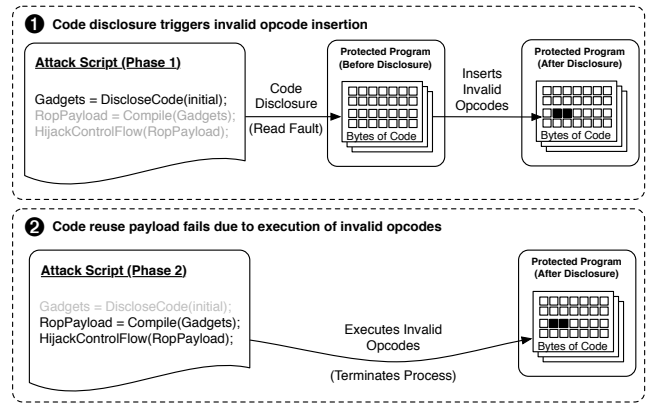 ❶ Code disclosure triggers invalid opcode insertion
Attack Script (Phase 1)
Gadgets = DiscloseCode(initial);
RopPayload = Compile(Gadgets);
HijackControlFlow(RopPayload);
Code
Disclosure
(Read Fault)
Protected Program
(Before Disclosure)
Bytes of Code
Inserts
Invalid
Opcodes
Protected Program
(After Disclosure)
Bytes of Code
❷ Code reuse payload fails due to execution of invalid opcodes
Attack Script (Phase 2)
Gadgets = DiscloseCode(initial);
RopPayload = Compile(Gadgets);
HijackControlFlow(RopPayload);
Executes Invalid
Opcodes
(Terminates Process)
Protected Program
(After Disclosure)
Bytes of Code